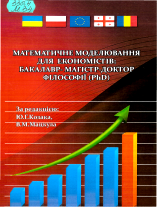 МАТЕМАТИЧНЕ МОДЕЛЮВАННЯ
ДЛЯ ЕКОНОМІСТІВ:
БАКАЛАВР-МАГІСТР-ДОКТОР
ФІЛОСОФІЇ (PhD)
За редакцією:
Ю.Г.Козака,
В.М.Мацкула